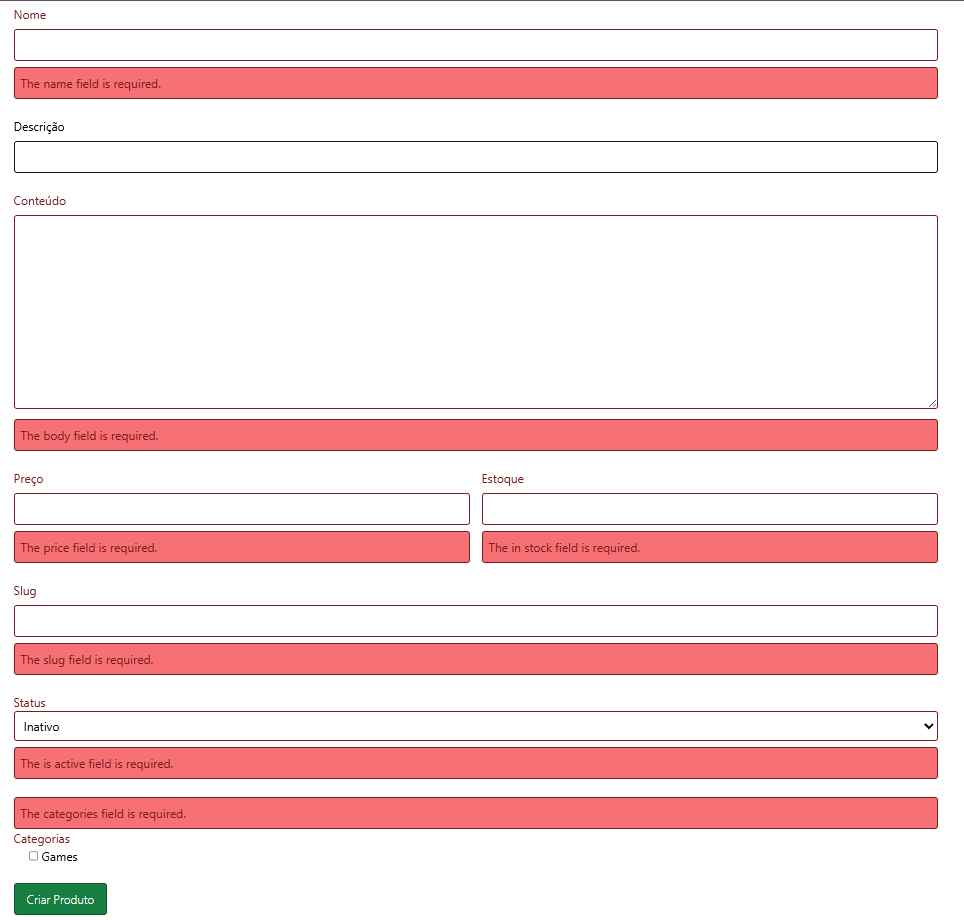 Nome
The name field is required.
Descrição
Conteúdo
The body field is required.
Preço
Estoque
The price field is required.
The in stock field is required.
Slug
The slug field is required.
Status
Inativo
The is active field is required.
The categories field is required.
Categorias
Games
Criar Produto